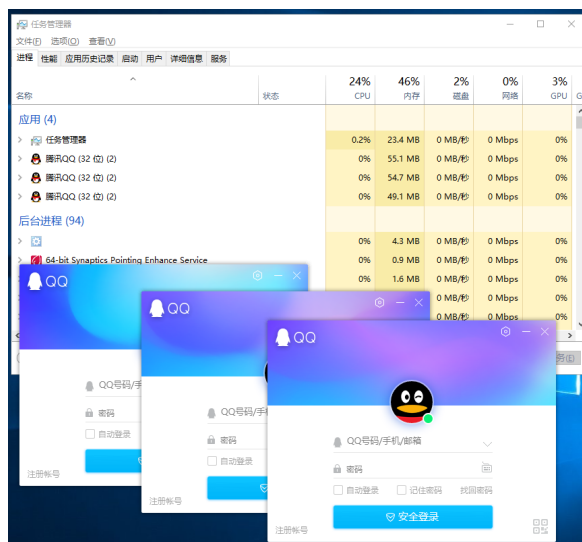 任务管理器
文件(F) 选项(O) 查看(V)
进程 性能 应用历史记录 启动 用户 详细信息 服务
24% 46% 2% 0% 3%
名称 状态 CPU 内存 磁盘 网络 GPU G
应用 (4)
任务管理器 0.2% 23.4 MB 0 MB/秒 0 Mbps 0%
腾讯QQ (32 位) (2) 0% 55.1 MB 0 MB/秒 0 Mbps 0%
腾讯QQ (32 位) (2) 0% 54.7 MB 0 MB/秒 0 Mbps 0%
腾讯QQ (32 位) (2) 0% 49.1 MB 0 MB/秒 0 Mbps 0%
后台进程 (94)
0% 4.3 MB 0 MB/秒 0 Mbps 0%
64-bit Synaptics Pointing Enhance Service 0% 0.9 MB 0 MB/秒 0 Mbps 0%
0% 1.6 MB 0 MB/秒 0 Mbps 0%
0 MB/秒 0 Mbps 0%
0 MB/秒 0 Mbps 0%
务(E)
QQ
QQ号码/手
密码
自动登录
注册帐号
QQ
QQ号码/手
密码
自动登录
注册帐号
QQ
QQ号码/手机/邮箱
密码
自动登录 记住密码 找回密码
安全登录
注册帐号